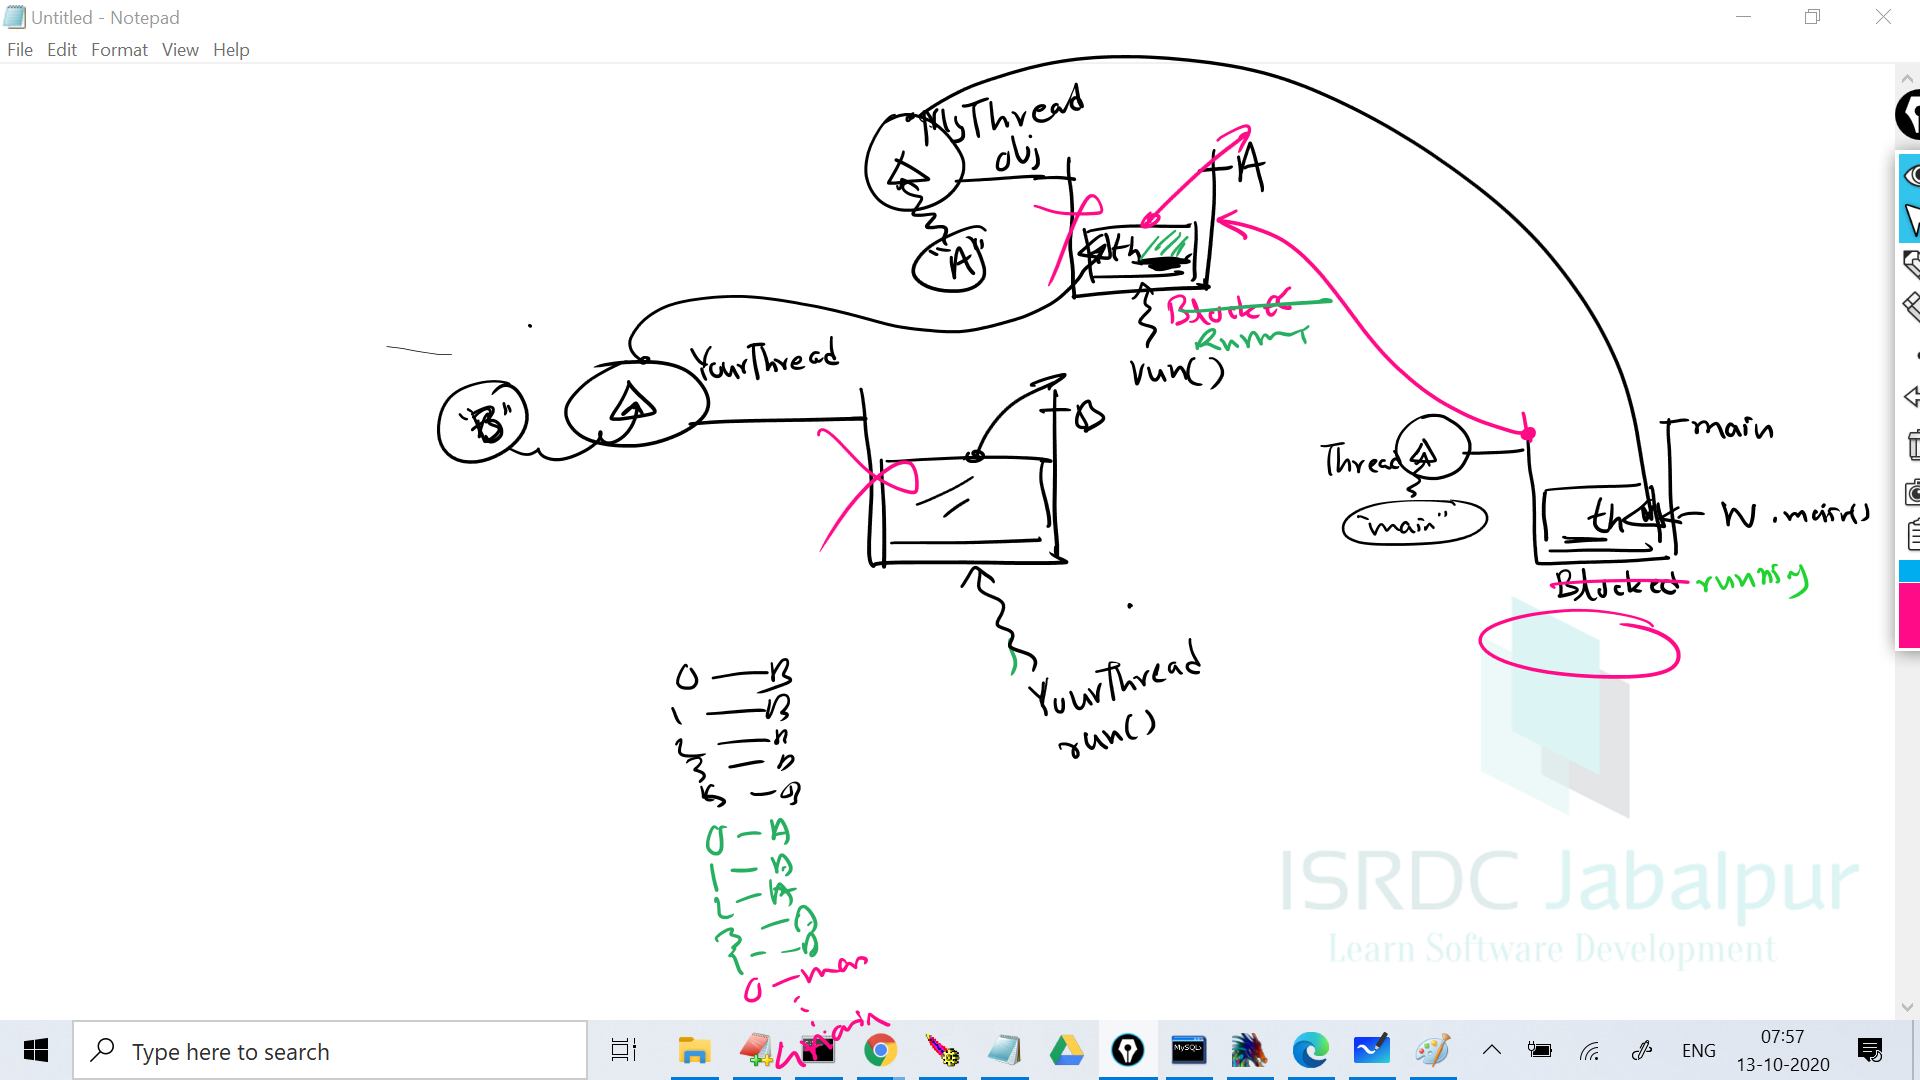 Untitled - Notepad
File Edit Format View Help
MyThread
obj
A
"A"
th
Blocked
Running
run()
YourThread
"B"
B
main
Thread
"main"
th
main()
Blocked running
YourThread
run()
0 — B
1 — B
2 — B
3 — B
0 — A
1 — A
2 — A
3 — A
0 — main
main
ISRDC Jabalpur
Learn Software Development
Type here to search
MySQL
ENG
07:57
13-10-2020